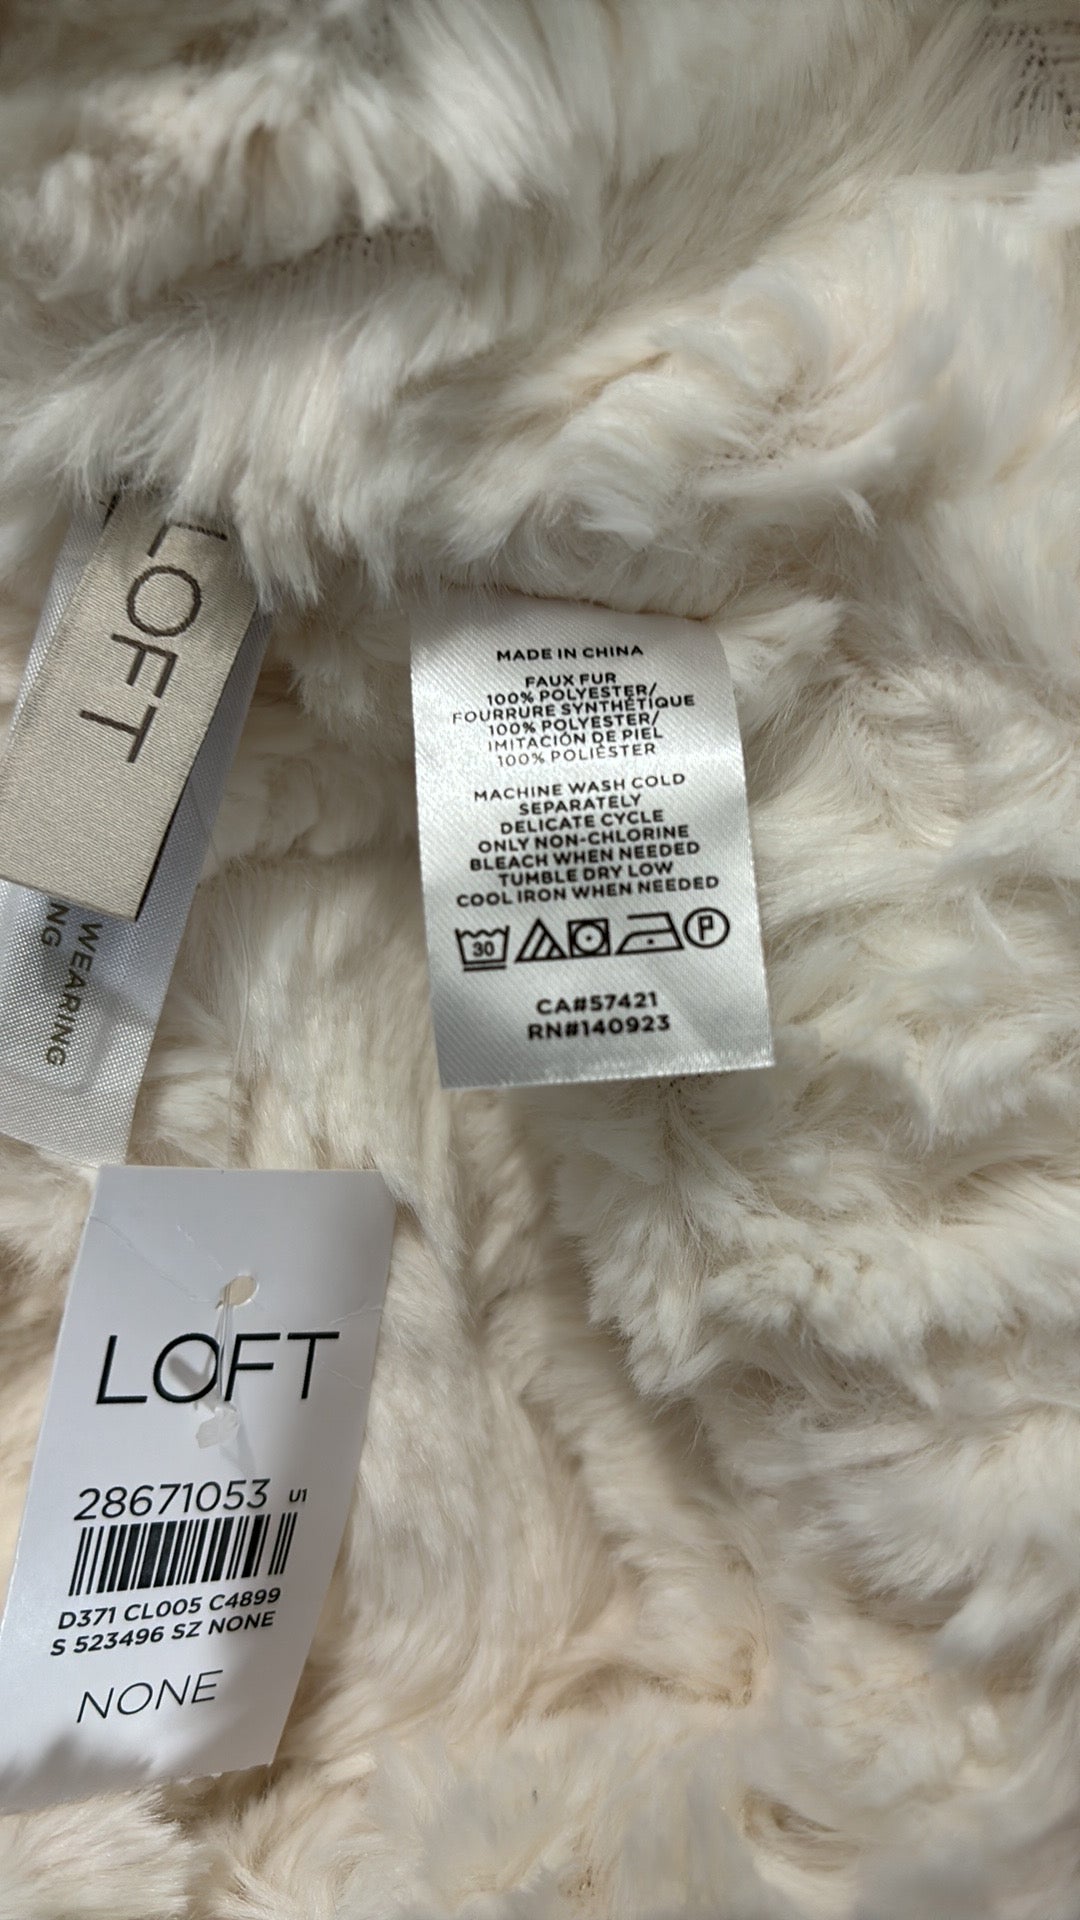 LOFT
WEARING
NG
MADE IN CHINA
FAUX FUR
100% POLYESTER/
FOURRURE SYNTHÉTIQUE
100% POLYESTER/
IMITACIÓN DE PIEL
100% POLIÉSTER
MACHINE WASH COLD
SEPARATELY
DELICATE CYCLE
ONLY NON-CHLORINE
BLEACH WHEN NEEDED
TUMBLE DRY LOW
COOL IRON WHEN NEEDED
30 P
CA#57421
RN#140923
LOFT
28671053 U1
D371 CL005 C4899
S 523496 SZ NONE
NONE